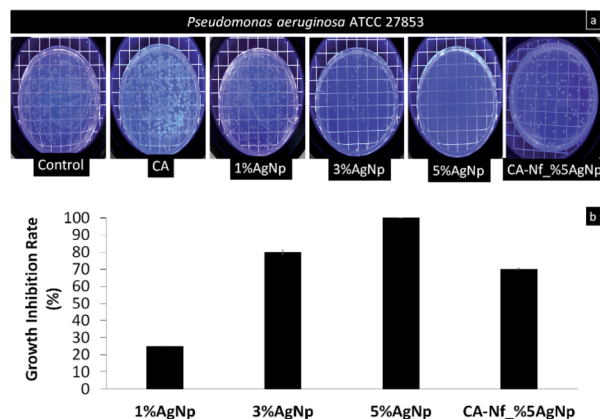 Pseudomonas aeruginosa ATCC 27853
a
Control
CA
1%AgNp
3%AgNp
5%AgNp
CA-Nf_%5AgNp
b
Growth Inhibition Rate
(%)
100
90
80
70
60
50
40
30
20
10
0
1%AgNp
3%AgNp
5%AgNp
CA-Nf_%5AgNp